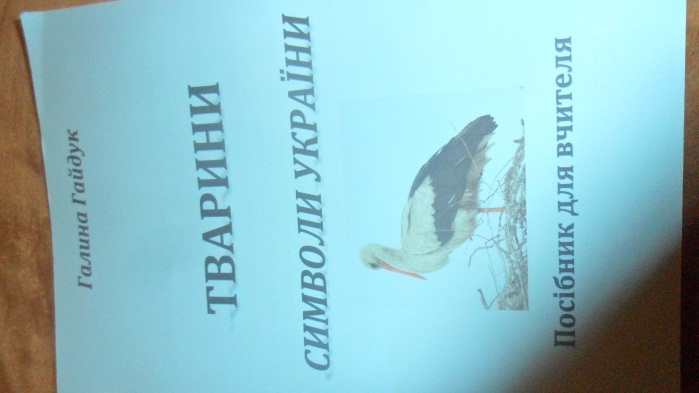 Галина Гайдук
ТВАРИНИ
СИМВОЛИ УКРАЇНИ
Посібник для вчителя